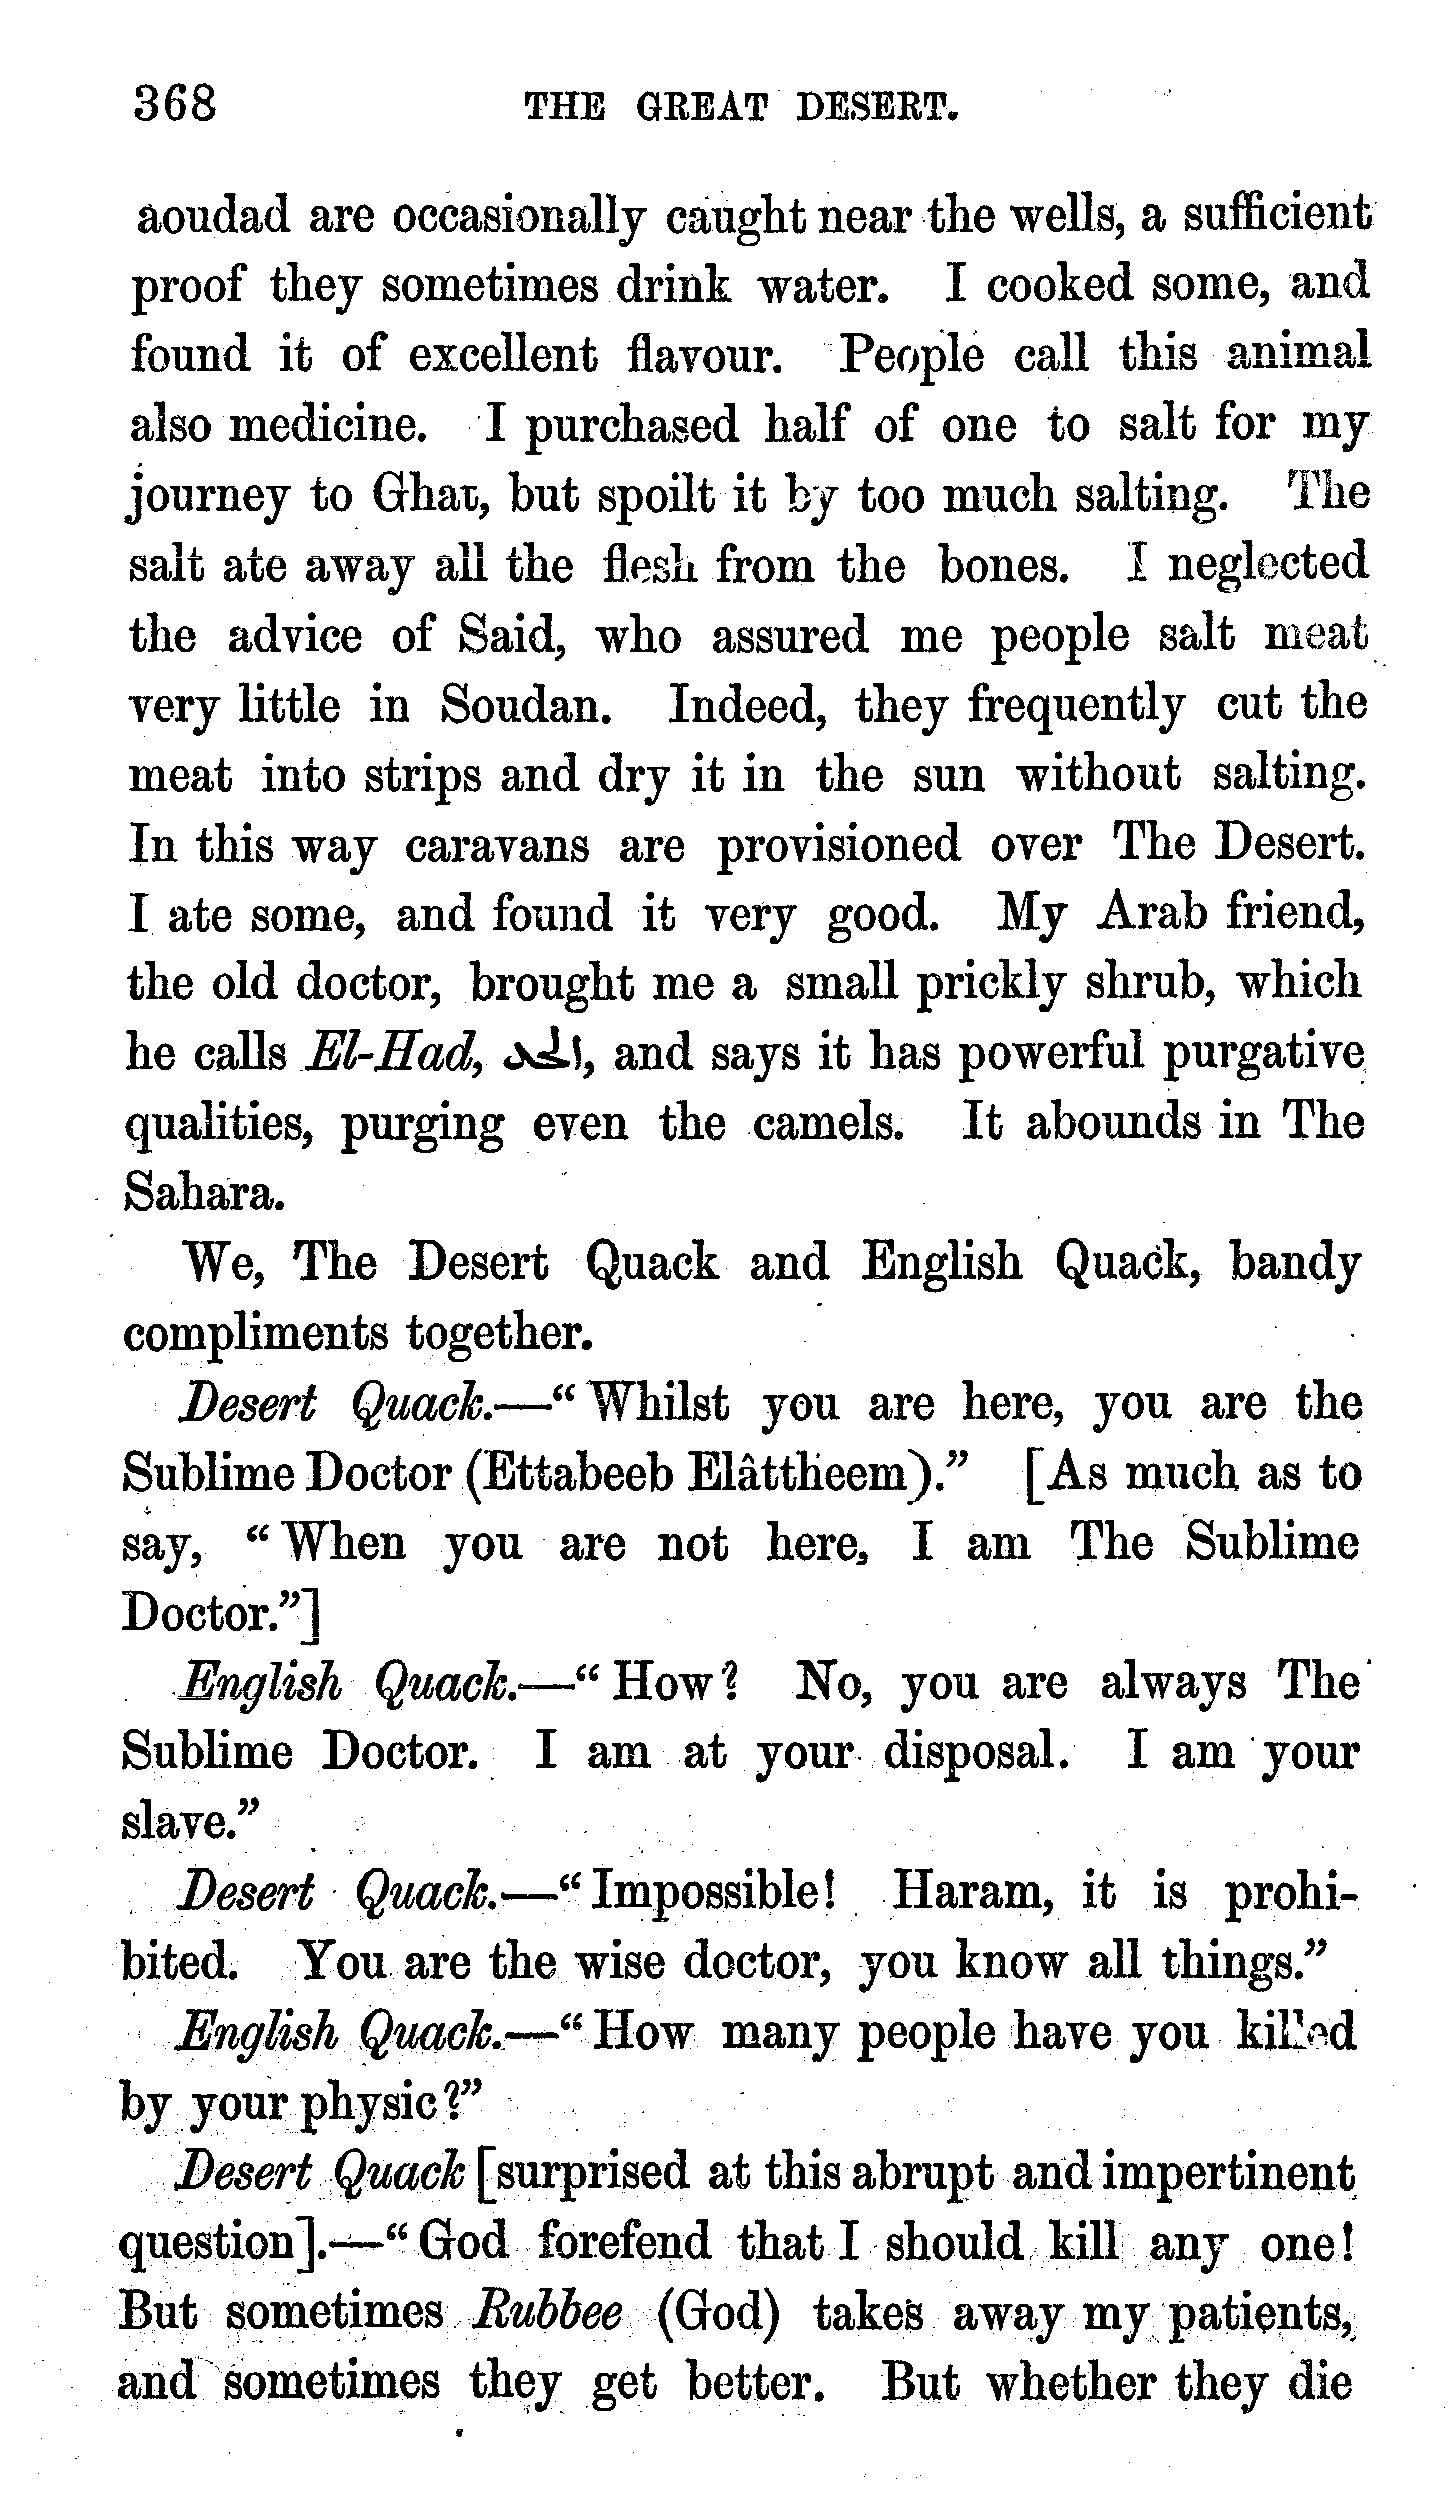 368 THE GREAT DESERT.
aoudad are occasionally caught near the wells, a sufficient
proof they sometimes drink water. I cooked some, and
found it of excellent flavour. People call this animal
also medicine. I purchased half of one to salt for my
journey to Ghat, but spoilt it by too much salting. The
salt ate away all the flesh from the bones. I neglected
the advice of Said, who assured me people salt meat
very little in Soudan. Indeed, they frequently cut the
meat into strips and dry it in the sun without salting.
In this way caravans are provisioned over The Desert.
I ate some, and found it very good. My Arab friend,
the old doctor, brought me a small prickly shrub, which
he calls El-Had, الحد, and says it has powerful purgative
qualities, purging even the camels. It abounds in The
Sahara.
We, The Desert Quack and English Quack, bandy
compliments together.
Desert Quack.—“Whilst you are here, you are the
Sublime Doctor (Ettabeeb Elâttheem).” [As much as to
say, “When you are not here, I am The Sublime
Doctor.”]
English Quack.—“How? No, you are always The
Sublime Doctor. I am at your disposal. I am your
slave.”
Desert Quack.—“Impossible! Haram, it is prohi-
bited. You are the wise doctor, you know all things.”
English Quack.—“How many people have you killed
by your physic?”
Desert Quack [surprised at this abrupt and impertinent
question].—“God forefend that I should kill any one!
But sometimes Rubbee (God) takes away my patients,
and sometimes they get better. But whether they die